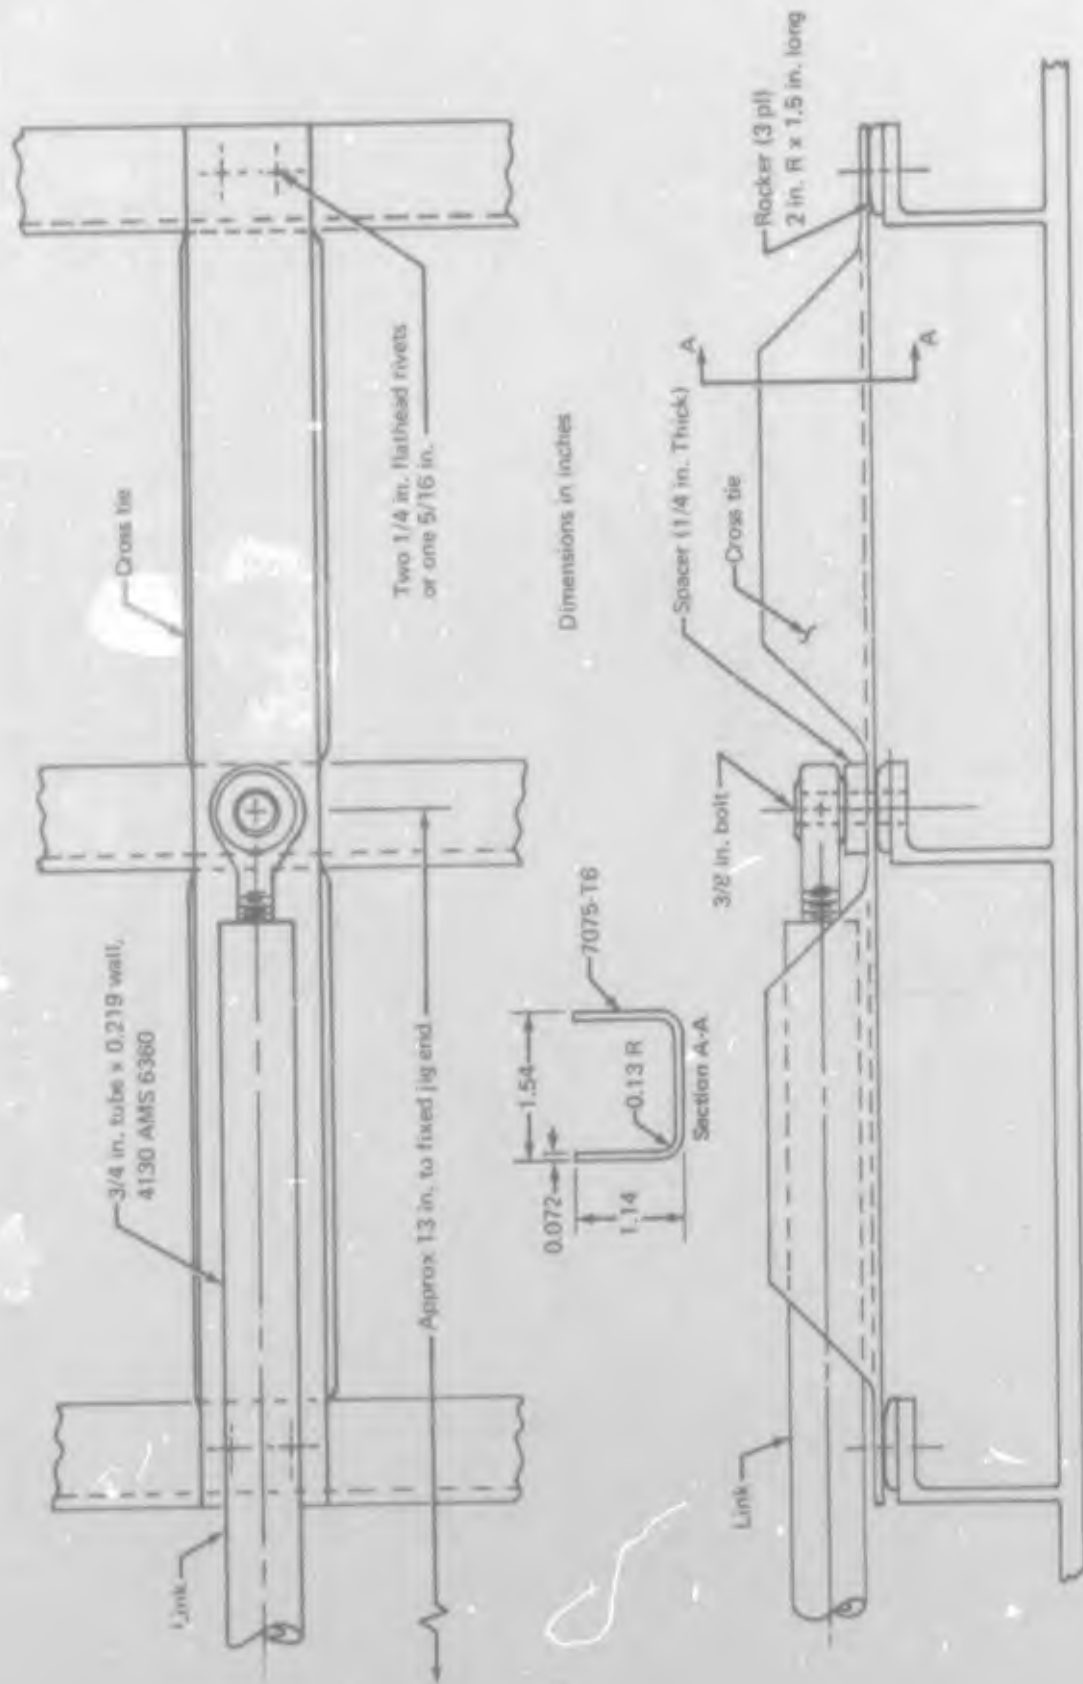 Link
3/4 in. tube x 0.219 wall,
4130 AMS 6360
Cross tie
Two 1/4 in. flathead rivets
or one 5/16 in.
Approx 13 in. to fixed jig end
Dimensions in inches
0.072
1.54
1.14
0.13 R
7075-T6
Section A-A
Link
3/8 in. bolt
Spacer (1/4 in. Thick)
Cross tie
A
A
Rocker (3 pl)
2 in. R x 1.5 in. long